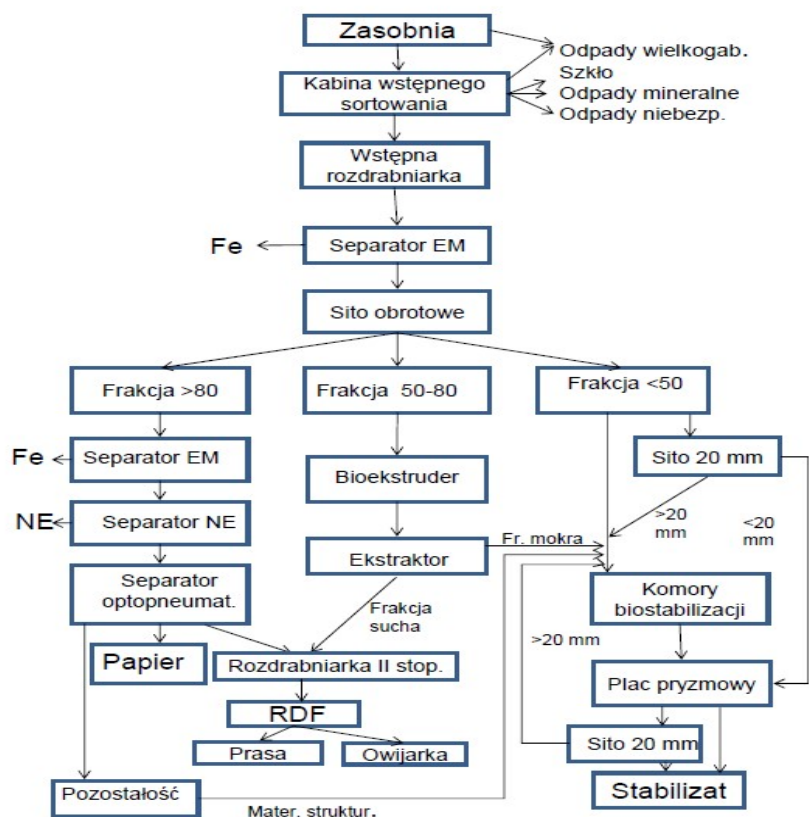 Zasobnia
Odpady wielkogab.
Szkło
Kabina wstępnego
sortowania
Odpady mineralne
Odpady niebezp.
Wstępna
rozdrabniarka
Fe
Separator EM
Sito obrotowe
Frakcja >80
Frakcja 50-80
Frakcja <50
Fe
Separator EM
Bioekstruder
Sito 20 mm
NE
Separator NE
>20
mm
<20
mm
Fr. mokra
Ekstraktor
Separator
optopneumat.
Komory
biostabilizacji
Frakcja
sucha
>20 mm
Papier
Rozdrabniarka II stop.
Plac pryzmowy
RDF
Prasa
Owijarka
Sito 20 mm
Pozostałość
Stabilizat
Mater. struktur.